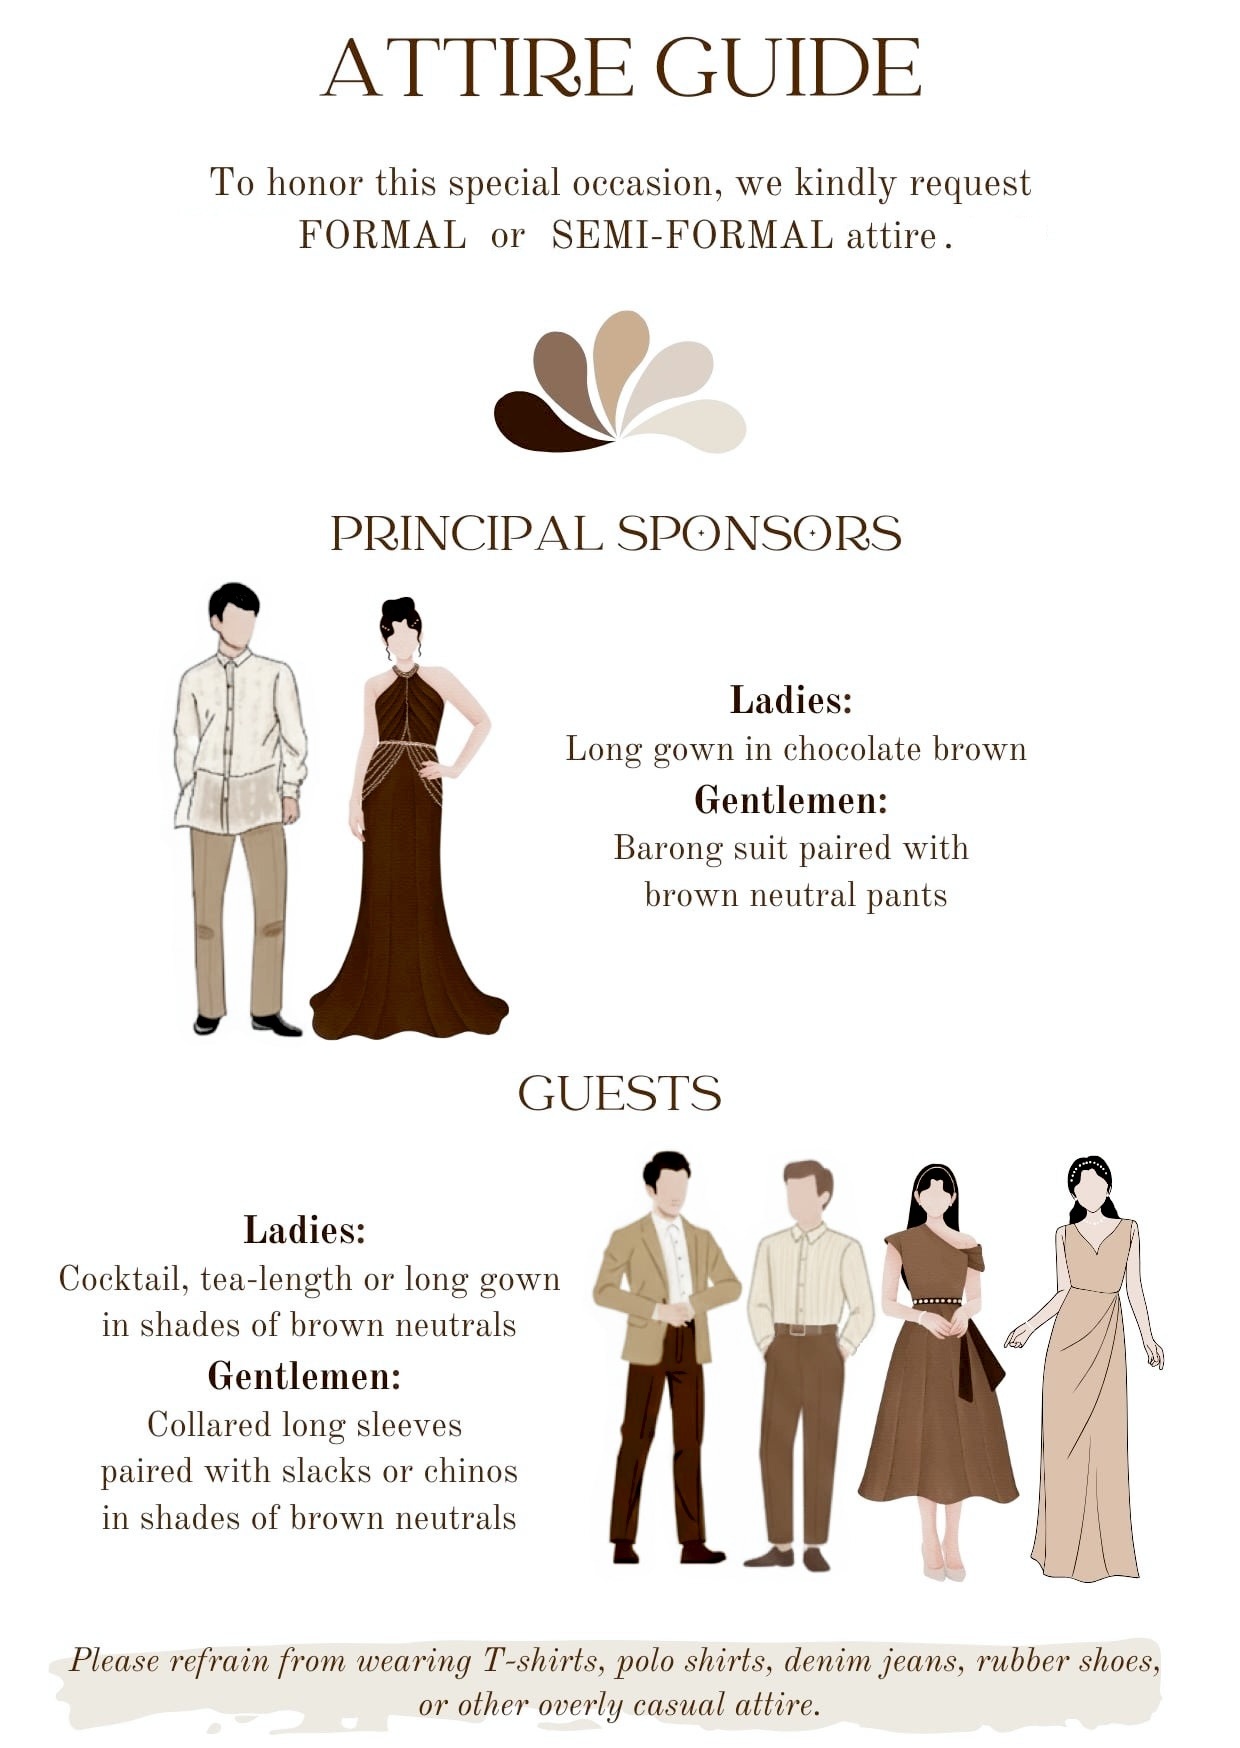 ATTIRE GUIDE
To honor this special occasion, we kindly request
FORMAL or SEMI-FORMAL attire.
PRINCIPAL SPONSORS
Ladies:
Long gown in chocolate brown
Gentlemen:
Barong suit paired with
brown neutral pants
GUESTS
Ladies:
Cocktail, tea-length or long gown
in shades of brown neutrals
Gentlemen:
Collared long sleeves
paired with slacks or chinos
in shades of brown neutrals
Please refrain from wearing T-shirts, polo shirts, denim jeans, rubber shoes,
or other overly casual attire.